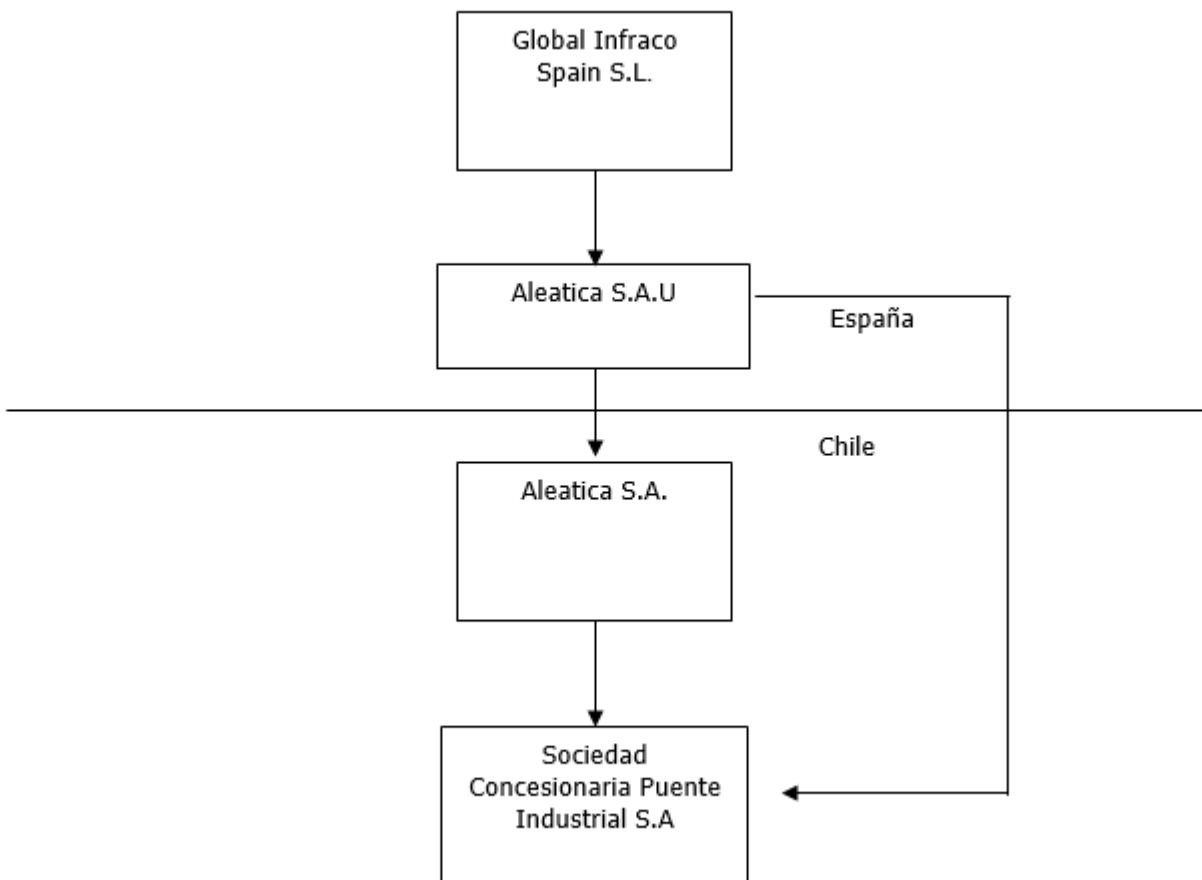 Global Infraco
Spain S.L.
Aleatica S.A.U
España
Chile
Aleatica S.A.
Sociedad
Concesionaria Puente
Industrial S.A